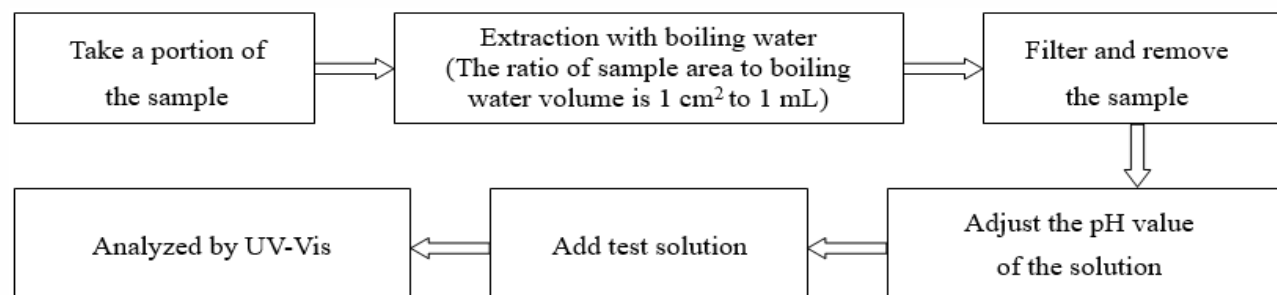 Take a portion of
the sample
Extraction with boiling water
(The ratio of sample area to boiling
water volume is 1 cm² to 1 mL)
Filter and remove
the sample
Adjust the pH value
of the solution
Add test solution
Analyzed by UV-Vis